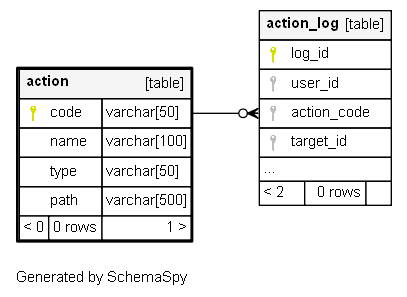 action_log [table]
log_id
user_id
action_code
target_id
...
< 2 0 rows
action [table]
code varchar[50]
name varchar[100]
type varchar[50]
path varchar[500]
< 0 0 rows 1 >
Generated by SchemaSpy